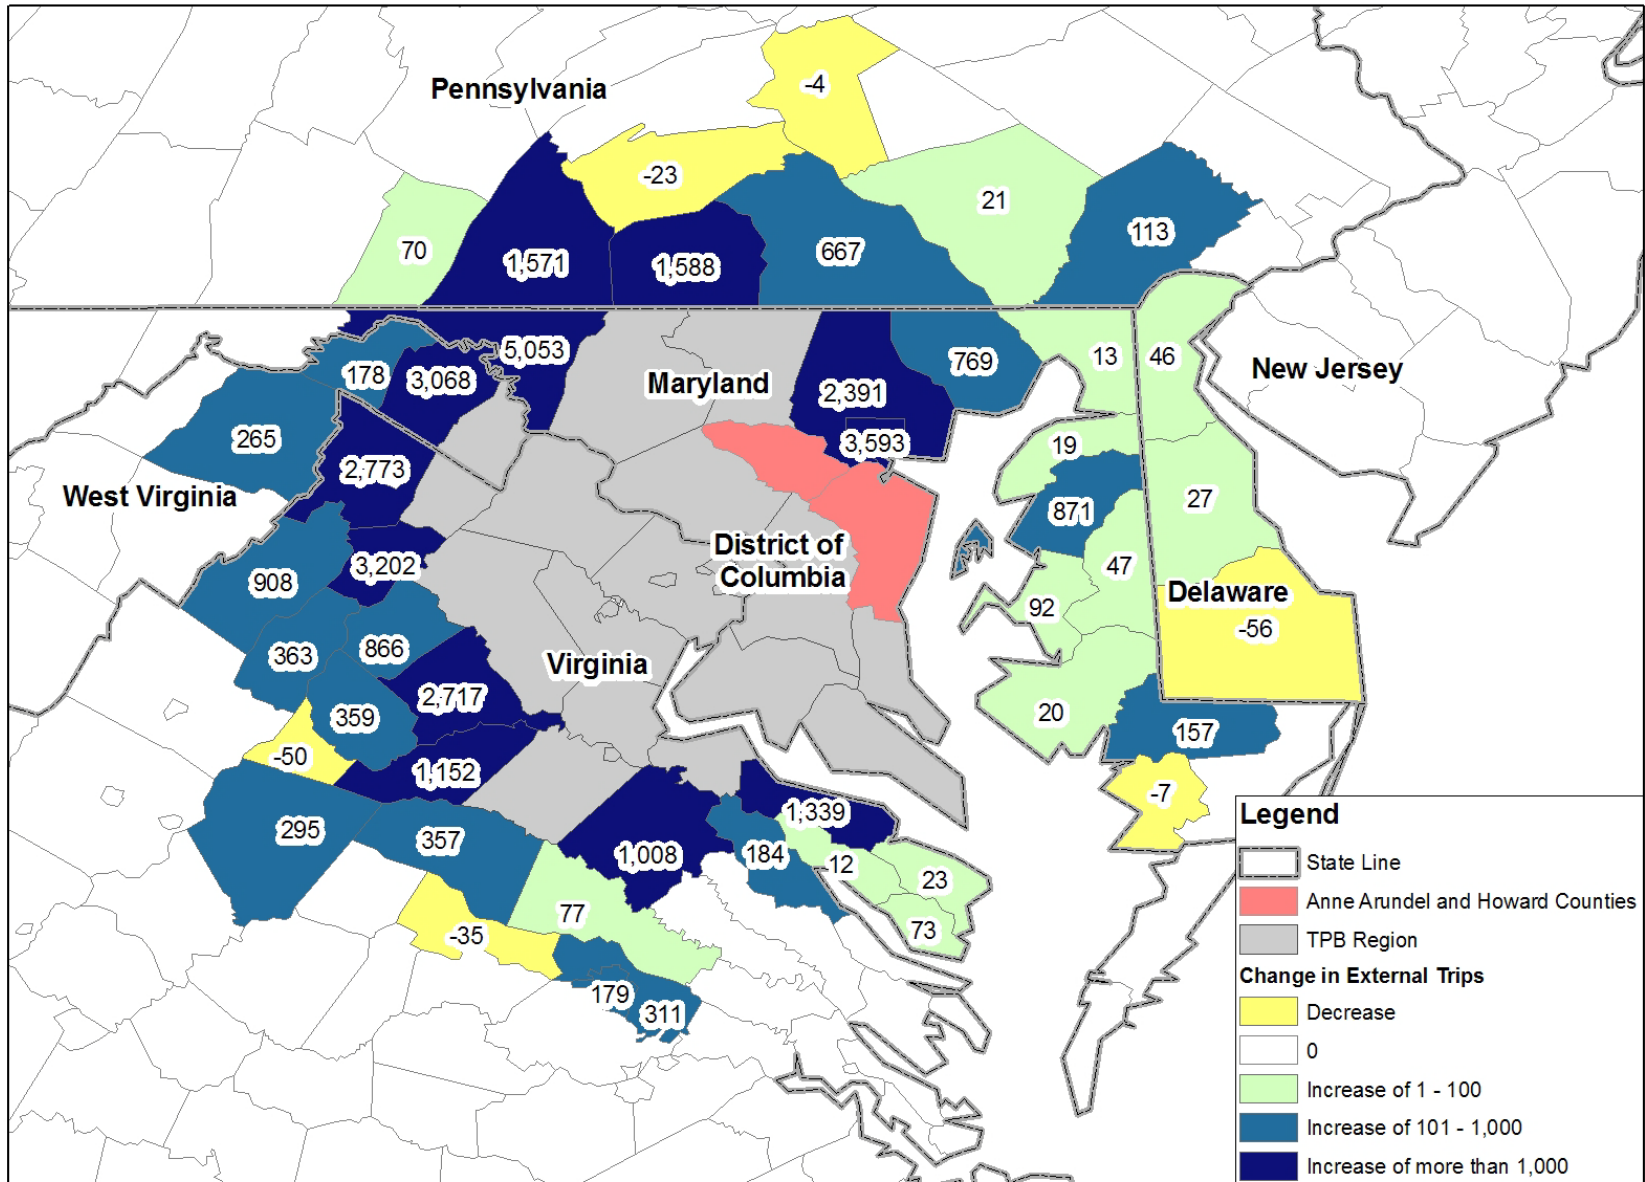 -4
Pennsylvania
-23
21
113
70
1,571
1,588
667
5,053
178
3,068
Maryland
2,391
769
13
46
New Jersey
265
3,593
19
2,773
West Virginia
27
871
District of
Columbia
3,202
908
47
92
Delaware
-56
363
866
Virginia
2,717
359
20
157
-50
1,152
-7
295
357
1,339
1,008
184
12
23
77
73
-35
179
311
Legend
State Line
Anne Arundel and Howard Counties
TPB Region
Change in External Trips
Decrease
0
Increase of 1 - 100
Increase of 101 - 1,000
Increase of more than 1,000